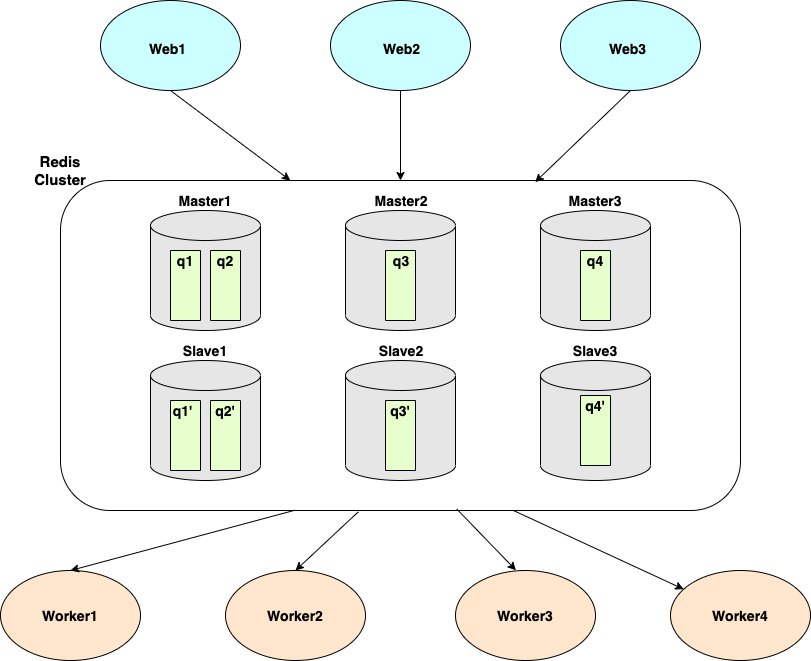 Web1
Web2
Web3
Redis
Cluster
Master1
Master2
Master3
q1
q2
q3
q4
Slave1
Slave2
Slave3
q1'
q2'
q3'
q4'
Worker1
Worker2
Worker3
Worker4